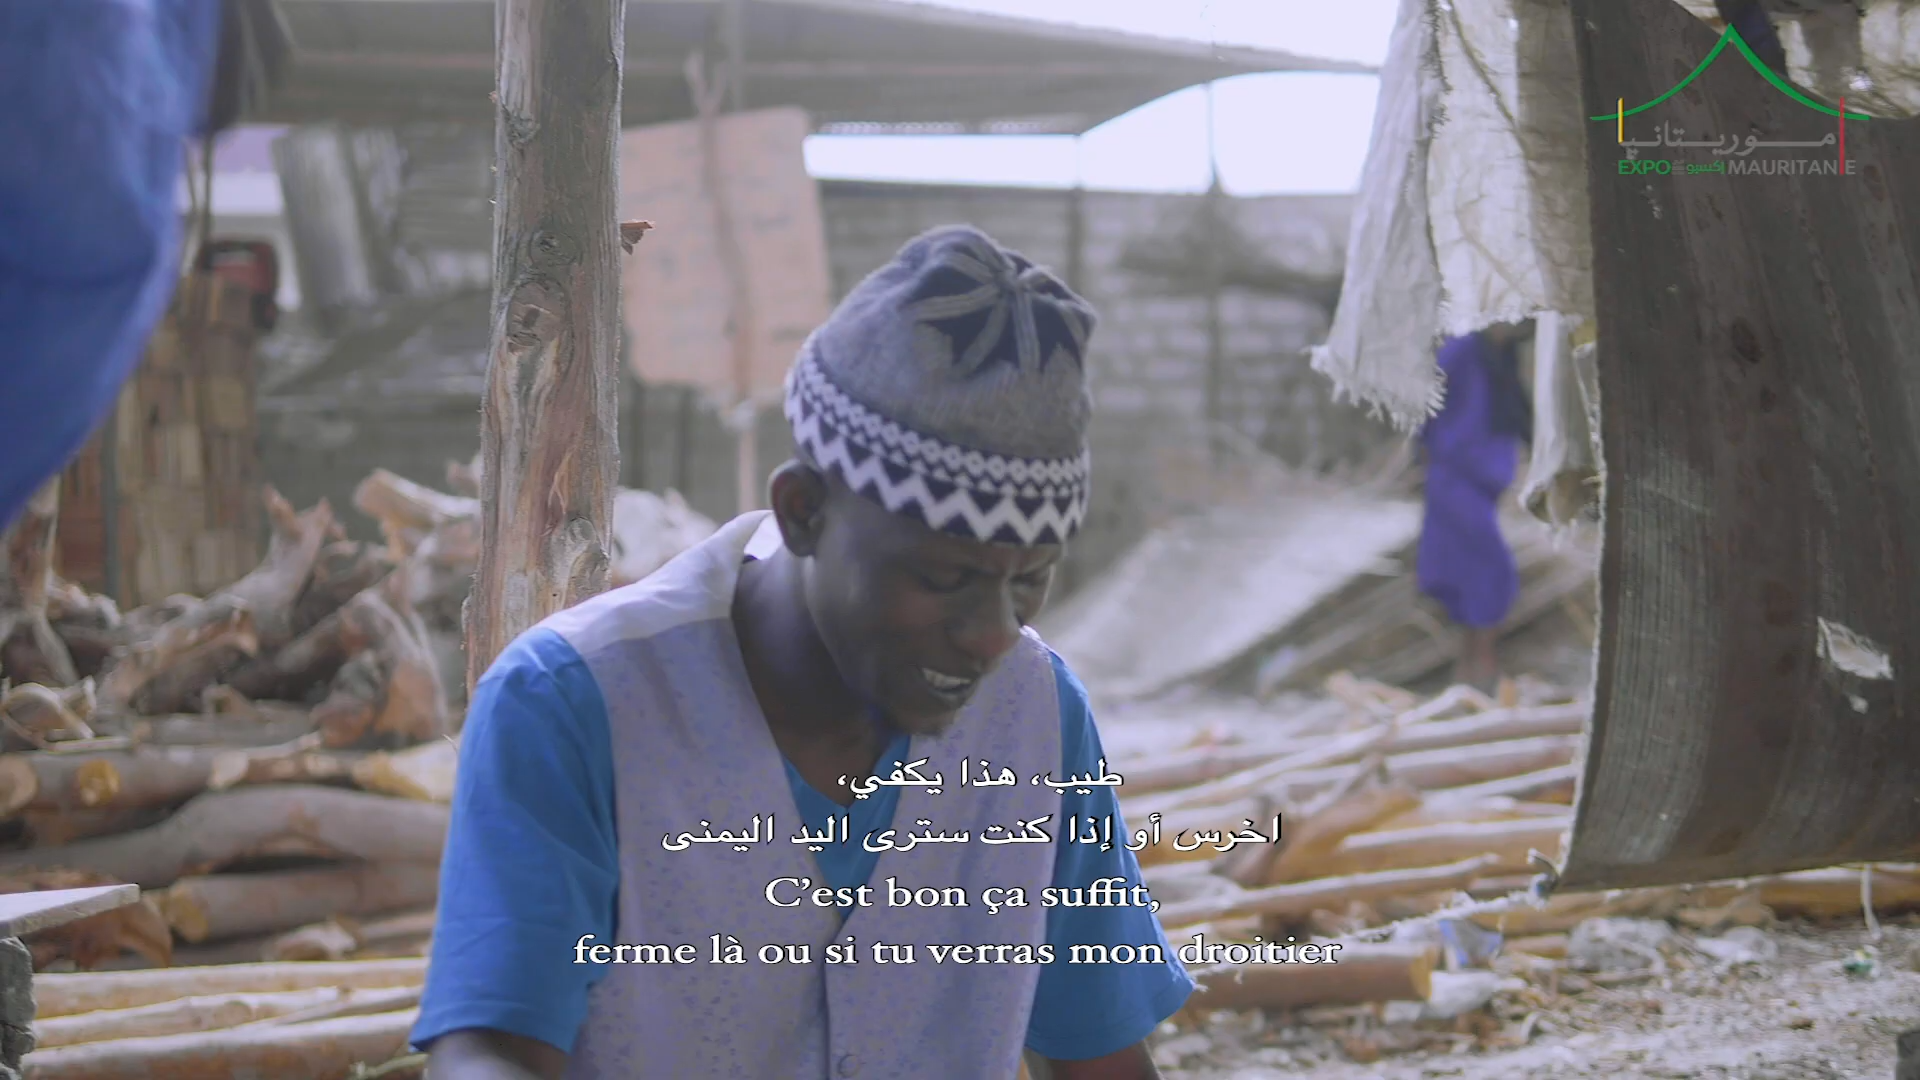 موريتانيا
EXPO إكسبو MAURITANIE
طيب، هذا يكفي،
اخرس أو إذا كنت سترى اليد اليمنى
C'est bon ça suffit,
ferme là ou si tu verras mon droitier